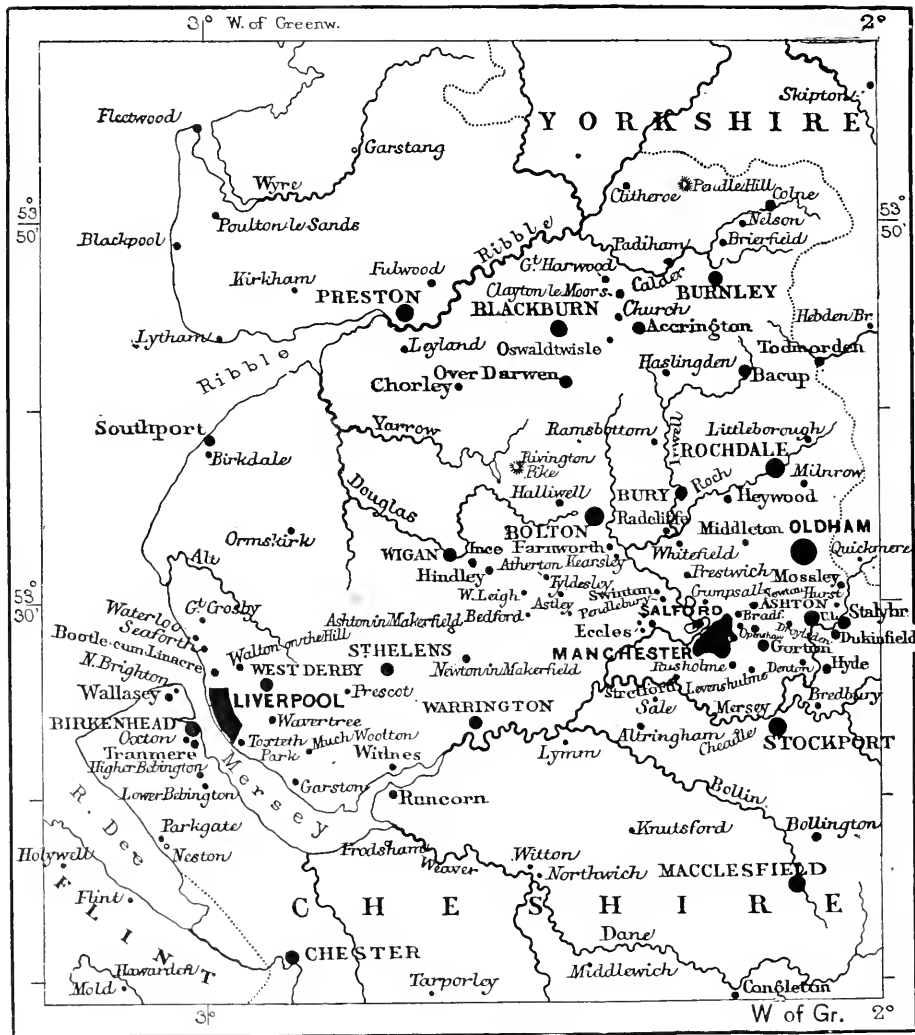 3° W. of Greenw. 2°
Skipton
YORKSHIRE
Fleetwood
Garstang
Wyre
Clitheroe
Pendle Hill
Colne
53
50'
53
50'
Poulton le Sands
Nelson
Blackpool
Ribble
Padiham
Brierfield
Kirkham
Fulwood
Gt. Harwood
Calder
PRESTON
Clayton le Moors
BURNLEY
BLACKBURN
Church
Accrington
Hebden Br.
Lytham
Ribble
Leyland
Oswaldtwisle
Haslingden
Todmorden
Chorley
Over Darwen
Bacup
Southport
Yarrow
Ramsbottom
Irwell
Littleborough
Birkdale
Rivington
Pike
ROCHDALE
Roch
Milnrow
Douglas
Halliwell
BURY
Heywood
BOLTON
Radcliffe
Middleton
OLDHAM
Ormskirk
Alt
WIGAN
Ince
Farnworth
Whitefield
Quickmere
Hindley
Atherton
Kearsley
Prestwich
Mossley
53
30'
53
30'
Tyldesley
W. Leigh
Swinton
Crumpsall
Newton
Hurst
Gt. Crosby
Astley
Pendlebury
SALFORD
Bradf.
ASHTON
U.L.
Stalybr.
Waterloo
Ashton in Makerfield
Bedford
Eccles
Openshaw
Droylsden
Dukinfield
Seaforth
Walton on the Hill
ST. HELENS
MANCHESTER
Gorton
Bootle-cum-Linacre
Newton in Makerfield
Rusholme
Denton
Hyde
N. Brighton
WEST DERBY
Prescot
Stretford
Levenshulme
Wallasey
LIVERPOOL
Sale
Mersey
Bredbury
BIRKENHEAD
Wavertree
WARRINGTON
Altringham
Cheadle
STOCKPORT
Oxton
Toxteth
Park
Much Woolton
Tranmere
Widnes
Lymm
Higher Bebington
Mersey
Garston
Runcorn
Bollin
Lower Bebington
R. Dee
Parkgate
Knutsford
Bollington
Holywell
Neston
Frodsham
Weaver
Witton
Northwich
MACCLESFIELD
Flint
FLINT
CHESHIRE
CHESTER
Dane
Hawarden
Mold
Tarporley
Middlewich
Congleton
3°
W of Gr. 2°